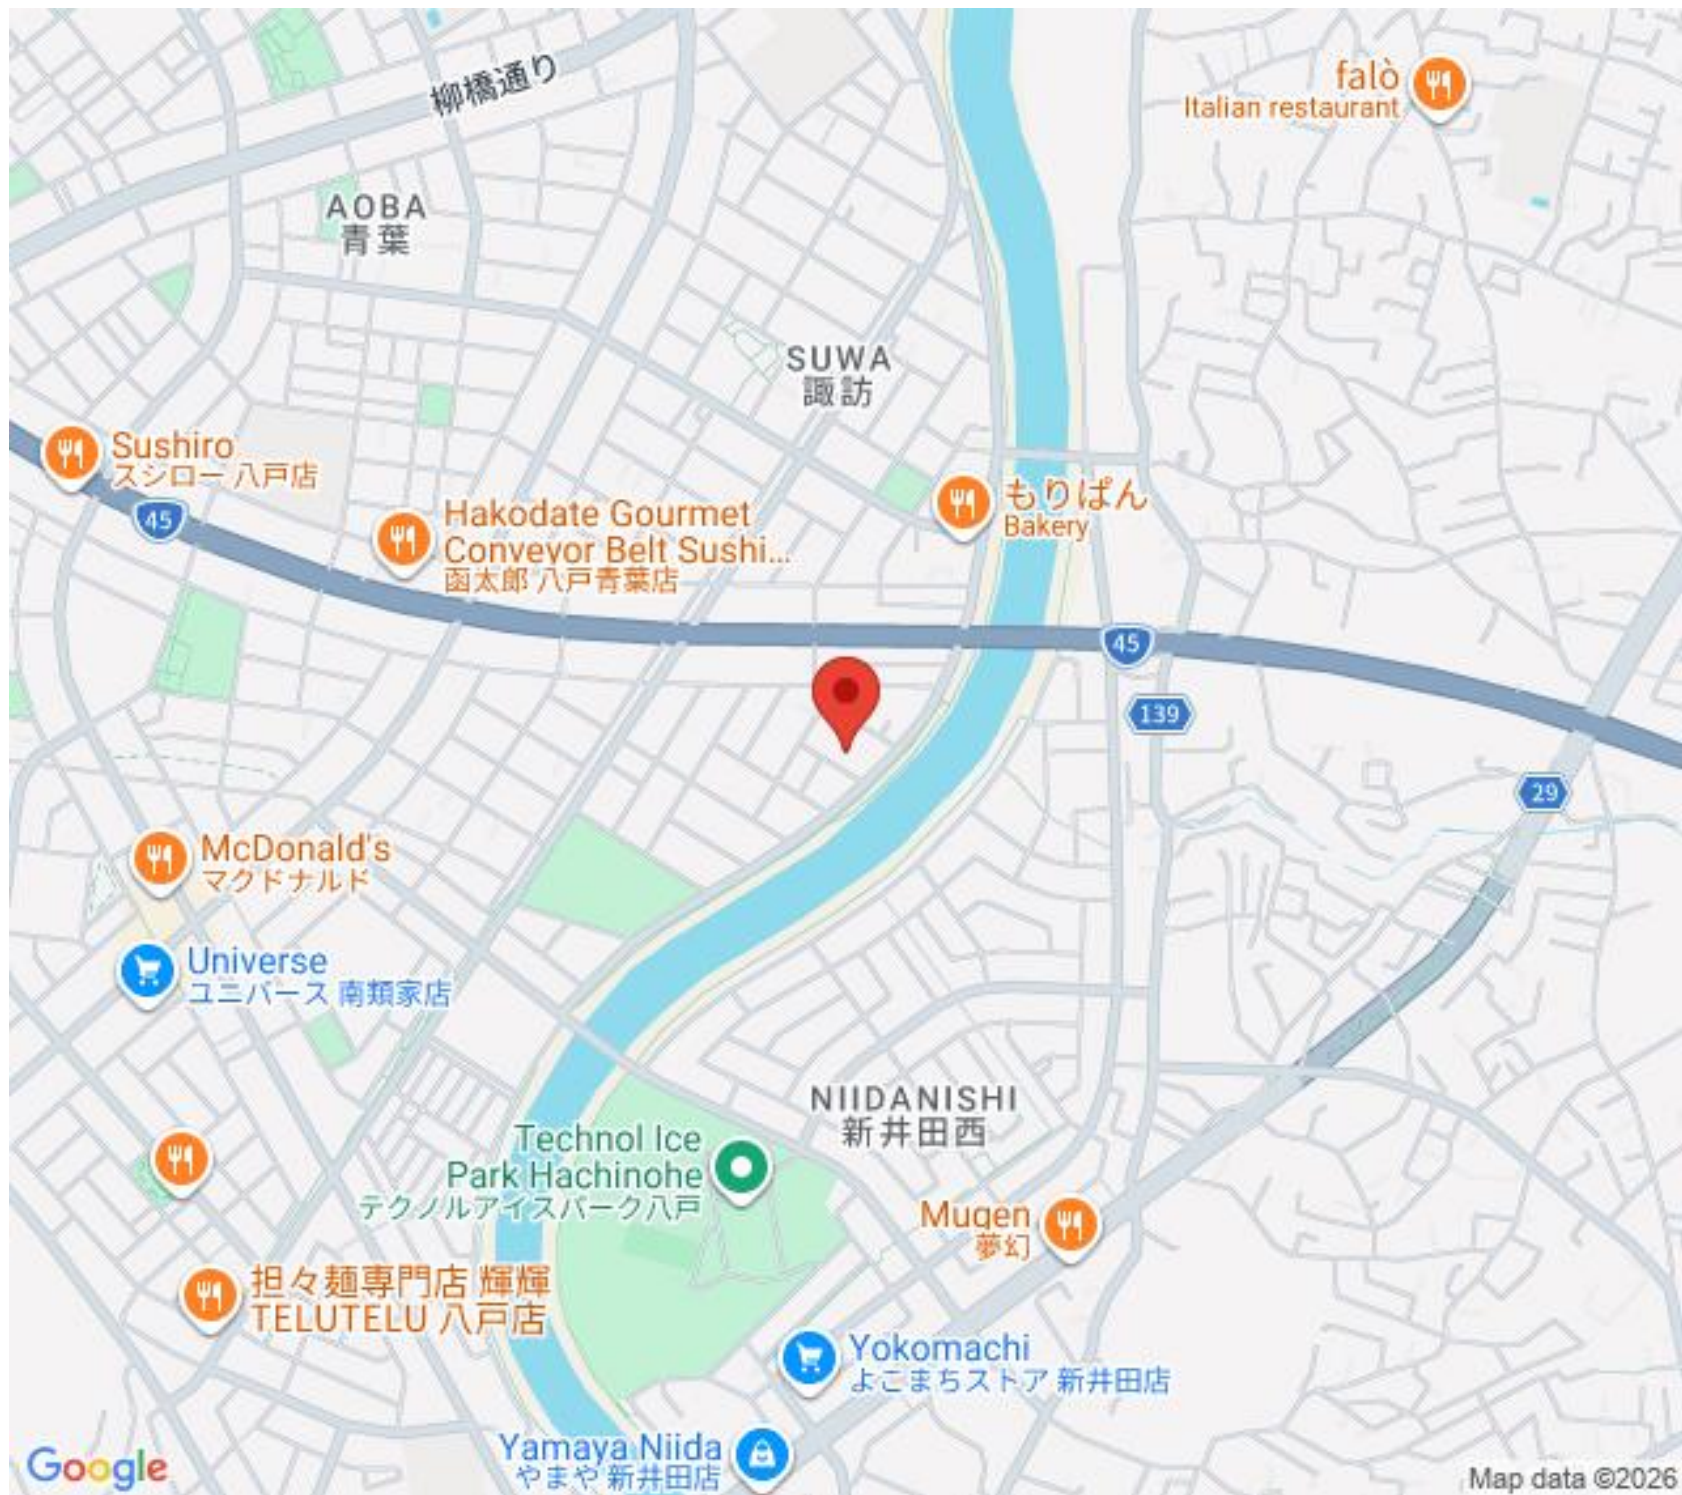 柳橋通り
falò
Italian restaurant
AOBA
青葉
SUWA
諏訪
Sushiro
スシロー 八戸店
45
Hakodate Gourmet
Conveyor Belt Sushi...
函太郎 八戸青葉店
もりぱん
Bakery
45
139
29
McDonald's
マクドナルド
Universe
ユニバース 南類家店
NIIDANISHI
新井田西
Technol Ice
Park Hachinohe
テクノルアイスパーク八戸
Mugen
夢幻
担々麺専門店 輝輝
TELUTELU 八戸店
Yokomachi
よこまちストア 新井田店
Yamaya Niida
やまや 新井田店
Google
Map data ©2026